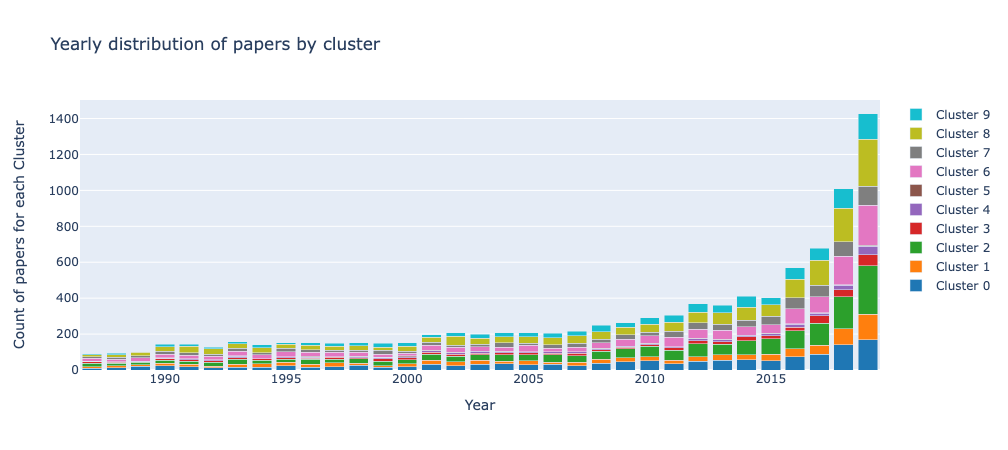 Yearly distribution of papers by cluster
Count of papers for each Cluster
1400
1200
1000
800
600
400
200
0
1990
1995
2000
2005
2010
2015
Year
Cluster 9
Cluster 8
Cluster 7
Cluster 6
Cluster 5
Cluster 4
Cluster 3
Cluster 2
Cluster 1
Cluster 0